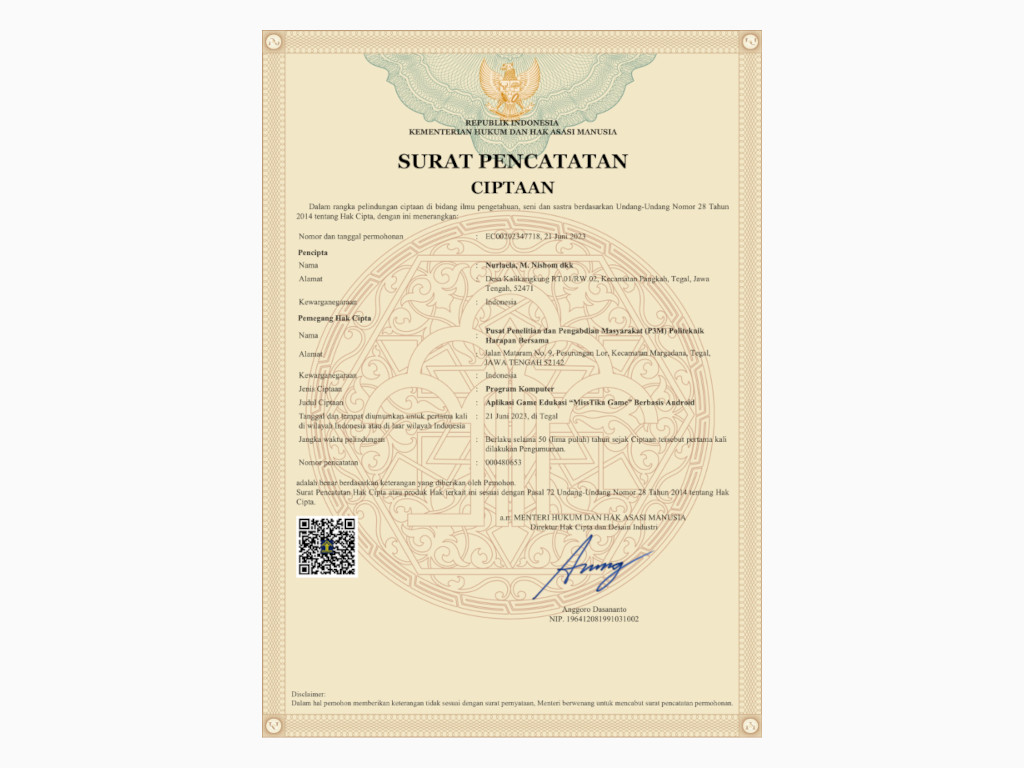 REPUBLIK INDONESIA
KEMENTERIAN HUKUM DAN HAK ASASI MANUSIA
SURAT PENCATATAN
CIPTAAN
Dalam rangka pelindungan ciptaan di bidang ilmu pengetahuan, seni dan sastra berdasarkan Undang-Undang Nomor 28 Tahun
2014 tentang Hak Cipta, dengan ini menerangkan:
Nomor dan tanggal permohonan : EC00202347718, 21 Juni 2023
Pencipta
Nama : Nurlaela, M. Nishom dkk
Alamat : Desa Kalikangkung RT 01/RW 02, Kecamatan Pangkah, Tegal, Jawa
Tengah, 52471
Kewarganegaraan : Indonesia
Pemegang Hak Cipta
Nama : Pusat Penelitian dan Pengabdian Masyarakat (P3M) Politeknik
Harapan Bersama
Alamat : Jalan Mataram No. 9, Pesurungan Lor, Kecamatan Margadana, Tegal,
JAWA TENGAH 52142
Kewarganegaraan : Indonesia
Jenis Ciptaan : Program Komputer
Judul Ciptaan : Aplikasi Game Edukasi “MissTika Game” Berbasis Android
Tanggal dan tempat diumumkan untuk pertama kali : 21 Juni 2023, di Tegal
di wilayah Indonesia atau di luar wilayah Indonesia
Jangka waktu pelindungan : Berlaku selama 50 (lima puluh) tahun sejak Ciptaan tersebut pertama kali
dilakukan Pengumuman.
Nomor pencatatan : 000480653
adalah benar berdasarkan keterangan yang diberikan oleh Pemohon.
Surat Pencatatan Hak Cipta atau produk Hak terkait ini sesuai dengan Pasal 72 Undang-Undang Nomor 28 Tahun 2014 tentang Hak
Cipta.
a.n MENTERI HUKUM DAN HAK ASASI MANUSIA
Direktur Hak Cipta dan Desain Industri
Anggoro Dasananto
NIP. 196412081991031002
Disclaimer:
Dalam hal pemohon memberikan keterangan tidak sesuai dengan surat pernyataan, Menteri berwenang untuk mencabut surat pencatatan permohonan.